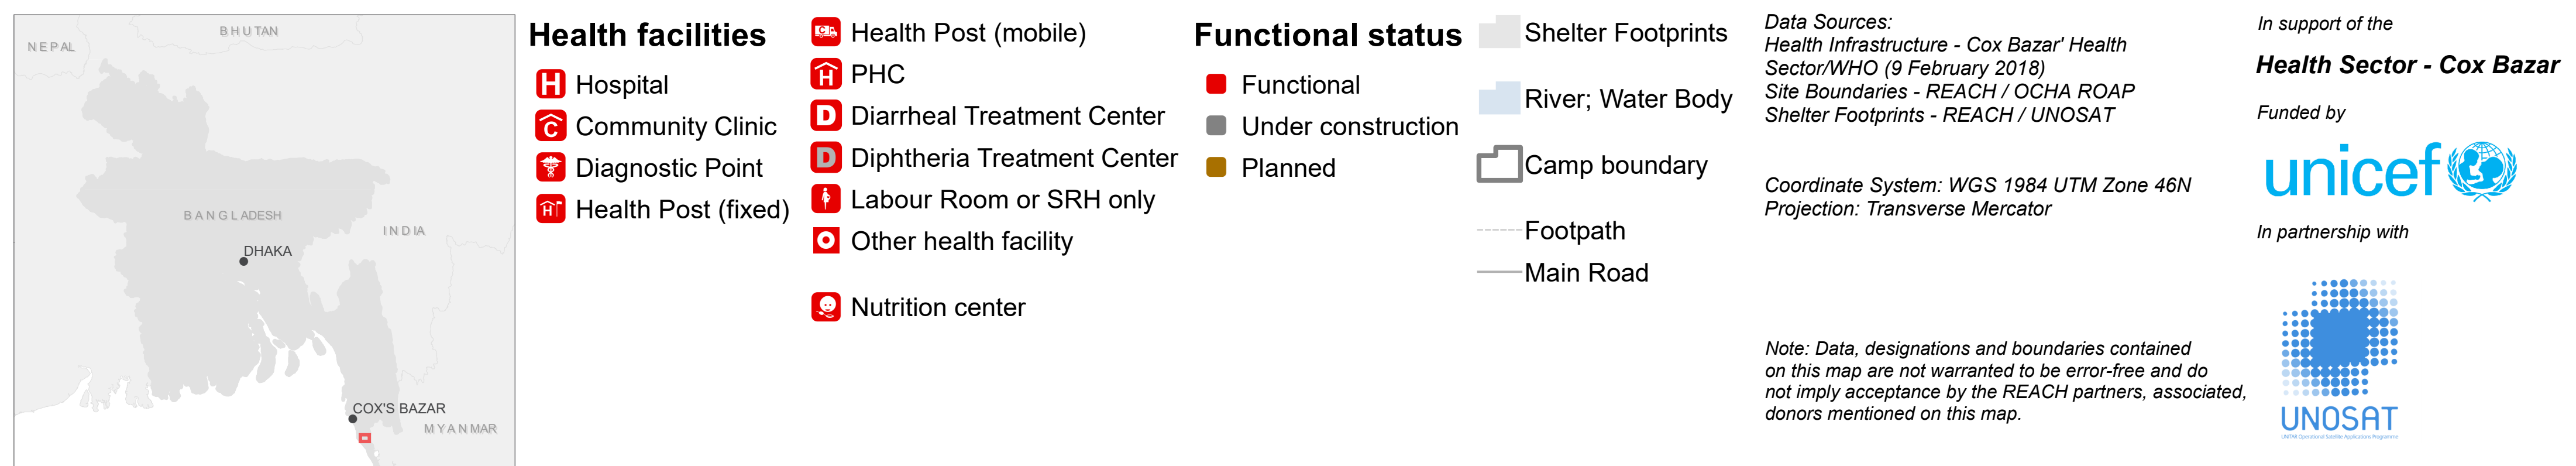 BHUTAN
NEPAL
BANGLADESH
INDIA
DHAKA
COX'S BAZAR
MYANMAR
Health facilities
H Hospital
C Community Clinic
Diagnostic Point
H Health Post (fixed)
C Health Post (mobile)
H PHC
D Diarrheal Treatment Center
D Diphtheria Treatment Center
Labour Room or SRH only
Other health facility
Nutrition center
Functional status
Functional
Under construction
Planned
Shelter Footprints
River; Water Body
Camp boundary
Footpath
Main Road
Data Sources:
Health Infrastructure - Cox Bazar' Health
Sector/WHO (9 February 2018)
Site Boundaries - REACH / OCHA ROAP
Shelter Footprints - REACH / UNOSAT
Coordinate System: WGS 1984 UTM Zone 46N
Projection: Transverse Mercator
Note: Data, designations and boundaries contained
on this map are not warranted to be error-free and do
not imply acceptance by the REACH partners, associated,
donors mentioned on this map.
In support of the
Health Sector - Cox Bazar
Funded by
unicef
In partnership with
UNOSAT
UNITAR Operational Satellite Applications Programme